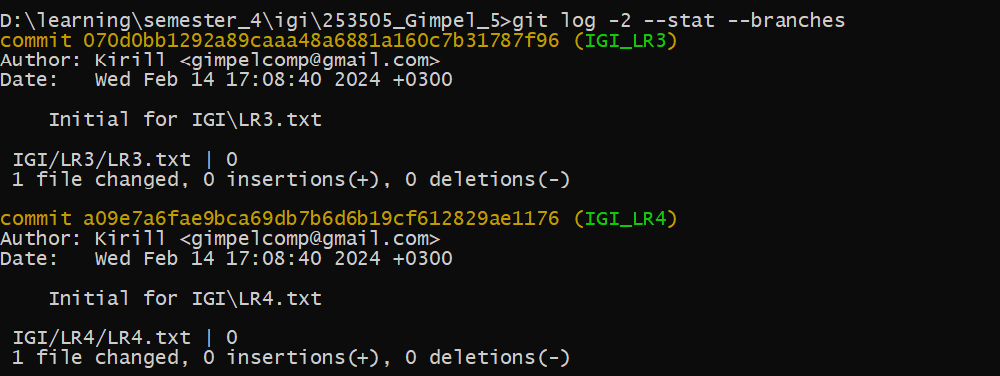 D:\learning\semester_4\igi\253505_Gimpel_5>git log -2 --stat --branches
commit 070d0bb1292a89caaa48a6881a160c7b31787f96 (IGI_LR3)
Author: Kirill <gimpelcomp@gmail.com>
Date:   Wed Feb 14 17:08:40 2024 +0300
    Initial for IGI\LR3.txt
 IGI/LR3/LR3.txt | 0
 1 file changed, 0 insertions(+), 0 deletions(-)
commit a09e7a6fae9bca69db7b6d6b19cf612829ae1176 (IGI_LR4)
Author: Kirill <gimpelcomp@gmail.com>
Date:   Wed Feb 14 17:08:40 2024 +0300
    Initial for IGI\LR4.txt
 IGI/LR4/LR4.txt | 0
 1 file changed, 0 insertions(+), 0 deletions(-)